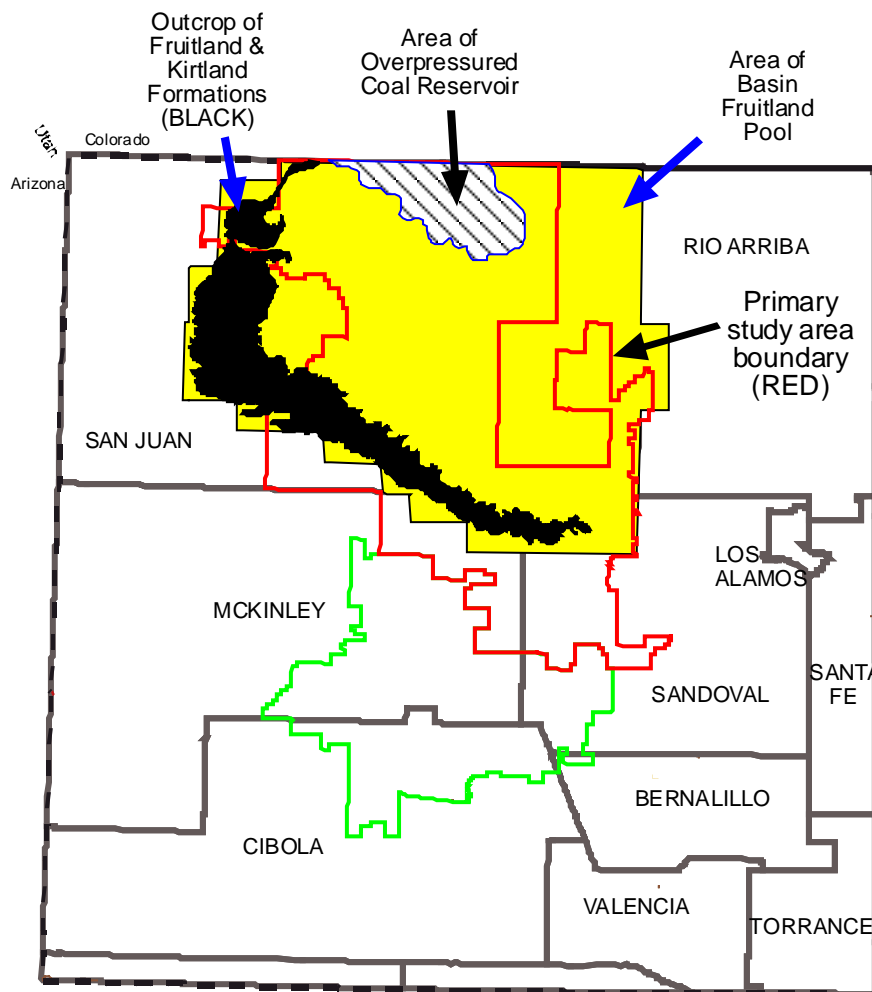 Outcrop of
Fruitland &
Kirtland
Formations
(BLACK)
Area of
Overpressured
Coal Reservoir
Area of
Basin
Fruitland
Pool
Utah
Colorado
Arizona
RIO ARRIBA
Primary
study area
boundary
(RED)
SAN JUAN
LOS
ALAMOS
MCKINLEY
SANDOVAL
SANTA
FE
BERNALILLO
CIBOLA
VALENCIA
TORRANCE